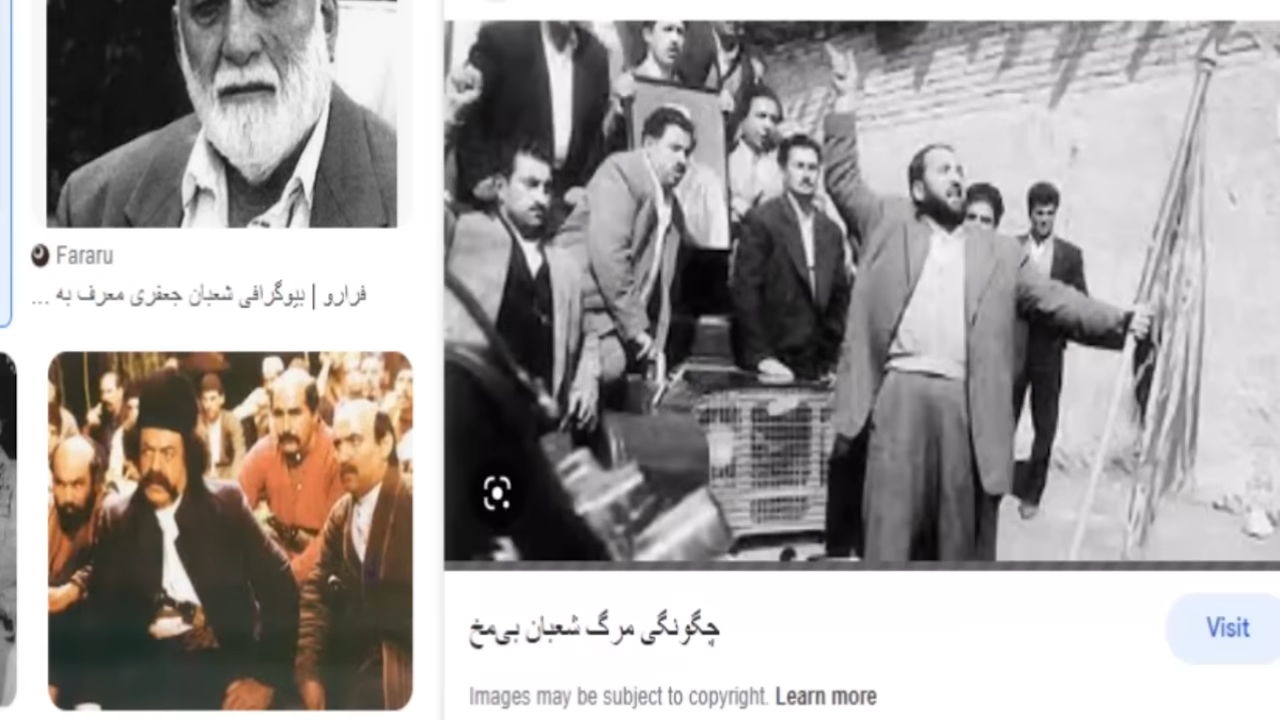 Fararu
فرارو | بیوگرافی شعبان جعفری معرف به ...
چگونگی مرگ شعبان بی‌مخ
Visit
Images may be subject to copyright. Learn more